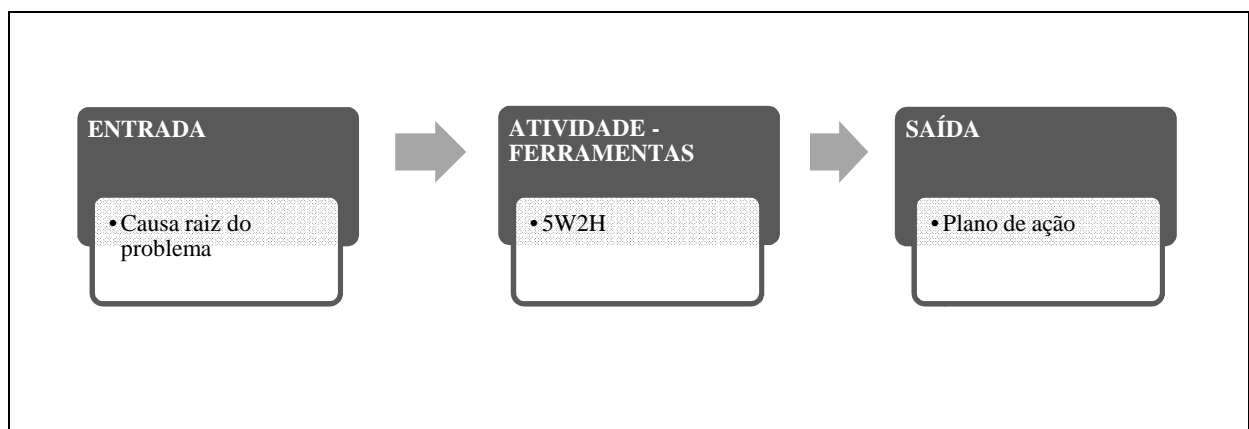 ENTRADA
• Causa raiz do
problema
ATIVIDADE -
FERRAMENTAS
• 5W2H
SAÍDA
• Plano de ação